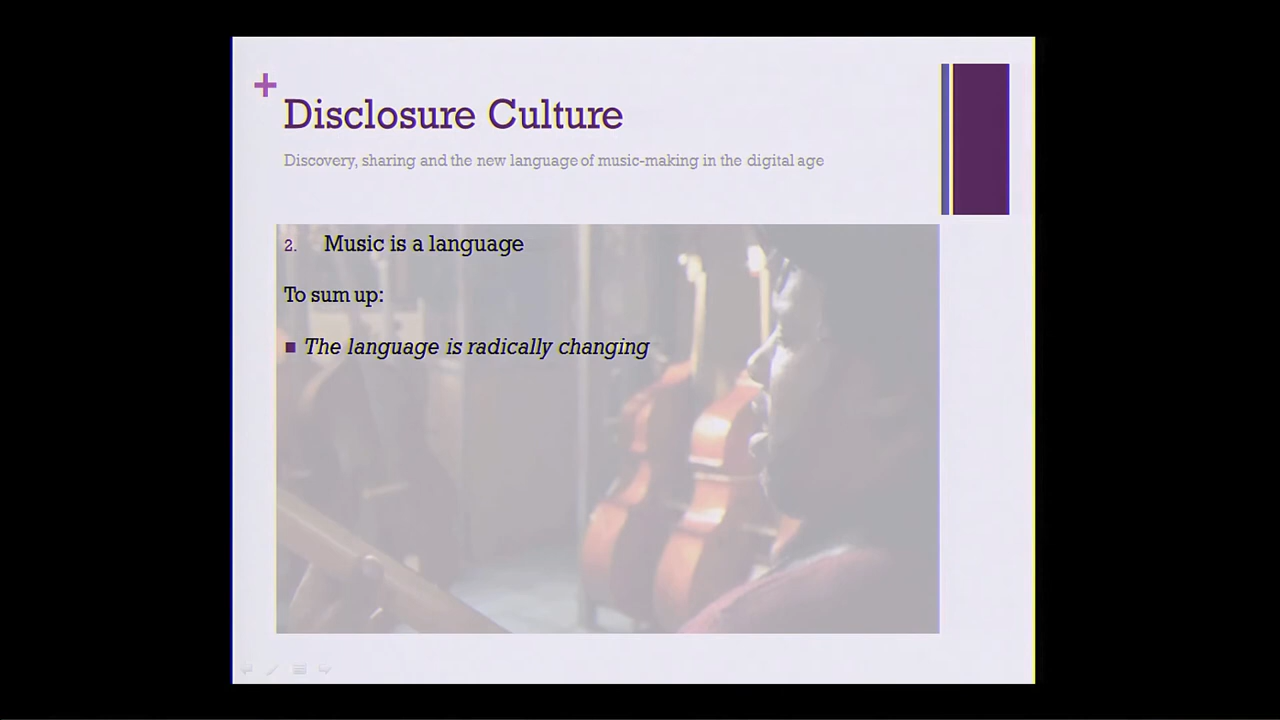 +
Disclosure Culture
Discovery, sharing and the new language of music-making in the digital age
2. Music is a language
To sum up:
■ The language is radically changing